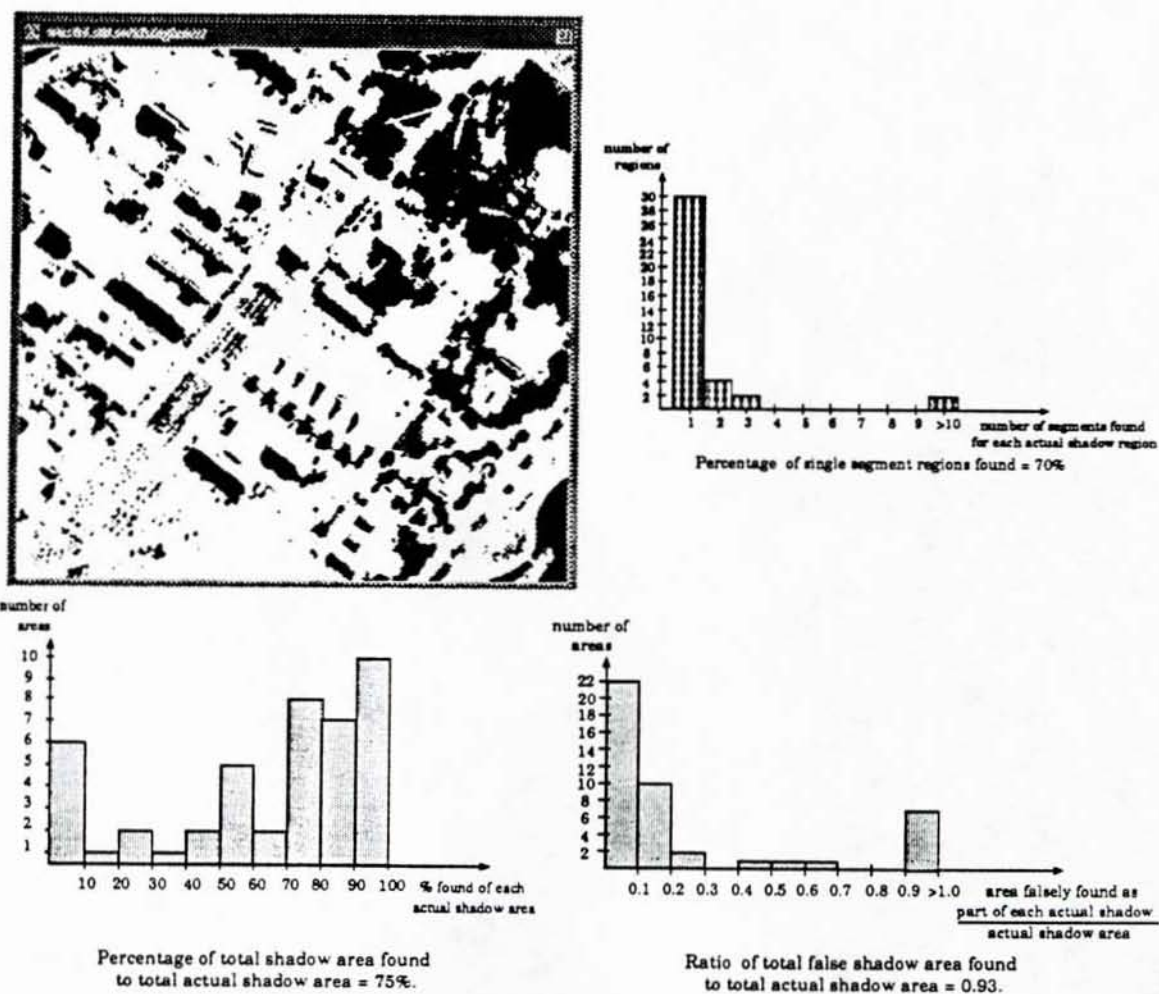 number of
regions
30
28
26
24
22
20
18
16
14
12
10
8
6
4
2
1 2 3 4 5 6 7 8 9 >10
number of segments found
for each actual shadow region
Percentage of single segment regions found = 70%
number of
areas
10
9
8
7
6
5
4
3
2
1
10 20 30 40 50 60 70 80 90 100
% found of each
actual shadow area
Percentage of total shadow area found
to total actual shadow area = 75%.
number of
areas
22
20
18
16
14
12
10
8
6
4
2
0.1 0.2 0.3 0.4 0.5 0.6 0.7 0.8 0.9 >1.0
area falsely found as
part of each actual shadow
actual shadow area
Ratio of total false shadow area found
to total actual shadow area = 0.93.